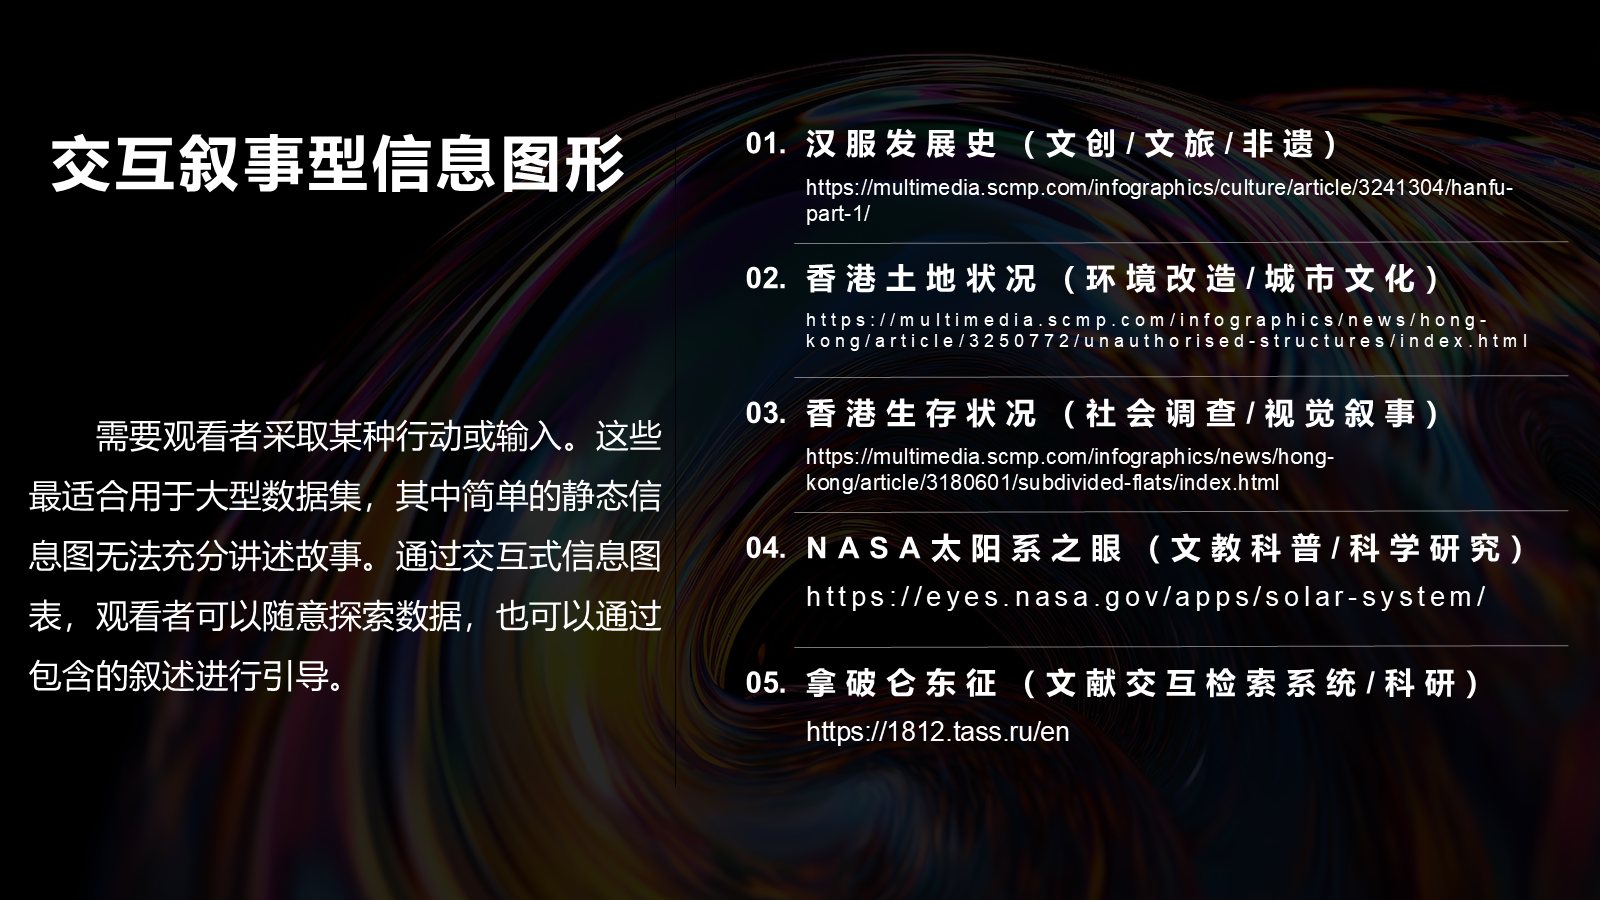 交互叙事型信息图形
需要观看者采取某种行动或输入。这些
最适合用于大型数据集，其中简单的静态信
息图无法充分讲述故事。通过交互式信息图
表，观看者可以随意探索数据，也可以通过
包含的叙述进行引导。
01. 汉服发展史（文创/文旅/非遗）
https://multimedia.scmp.com/infographics/culture/article/3241304/hanfu-
part-1/
02. 香港土地状况（环境改造/城市文化）
https://multimedia.scmp.com/infographics/news/hong-
kong/article/3250772/unauthorised-structures/index.html
03. 香港生存状况（社会调查/视觉叙事）
https://multimedia.scmp.com/infographics/news/hong-
kong/article/3180601/subdivided-flats/index.html
04. NASA太阳系之眼（文教科普/科学研究）
https://eyes.nasa.gov/apps/solar-system/
05. 拿破仑东征（文献交互检索系统/科研）
https://1812.tass.ru/en